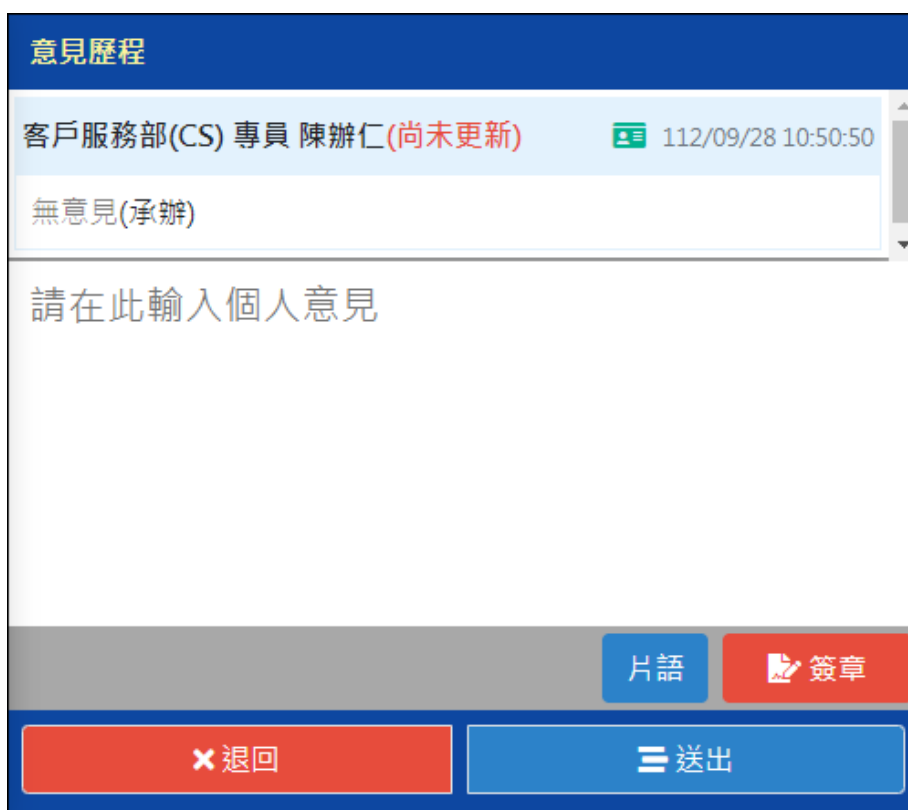 意見歷程
客戶服務部(CS) 專員 陳辦仁(尚未更新) 112/09/28 10:50:50
無意見(承辦)
請在此輸入個人意見
片語 簽章
退回 送出